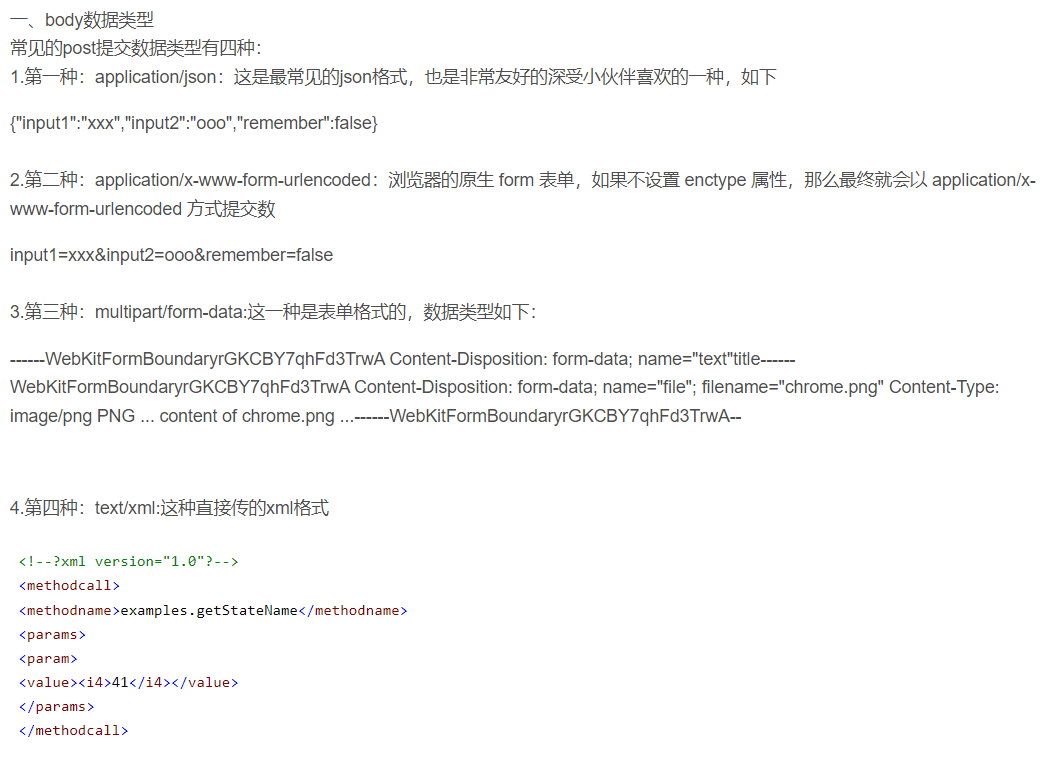 一、body数据类型
常见的post提交数据类型有四种：
1.第一种：application/json：这是最常见的json格式，也是非常友好的深受小伙伴喜欢的一种，如下
{"input1":"xxx","input2":"ooo","remember":false}
2.第二种：application/x-www-form-urlencoded：浏览器的原生 form 表单，如果不设置 enctype 属性，那么最终就会以 application/x-
www-form-urlencoded 方式提交数
input1=xxx&input2=ooo&remember=false
3.第三种：multipart/form-data:这一种是表单格式的，数据类型如下：
------WebKitFormBoundaryrGKCBY7qhFd3TrwA Content-Disposition: form-data; name="text"title------
WebKitFormBoundaryrGKCBY7qhFd3TrwA Content-Disposition: form-data; name="file"; filename="chrome.png" Content-Type:
image/png PNG ... content of chrome.png ...------WebKitFormBoundaryrGKCBY7qhFd3TrwA--
4.第四种：text/xml:这种直接传的xml格式
<!--?xml version="1.0"?-->
<methodcall>
<methodname>examples.getStateName</methodname>
<params>
<param>
<value><i4>41</i4></value>
</params>
</methodcall>